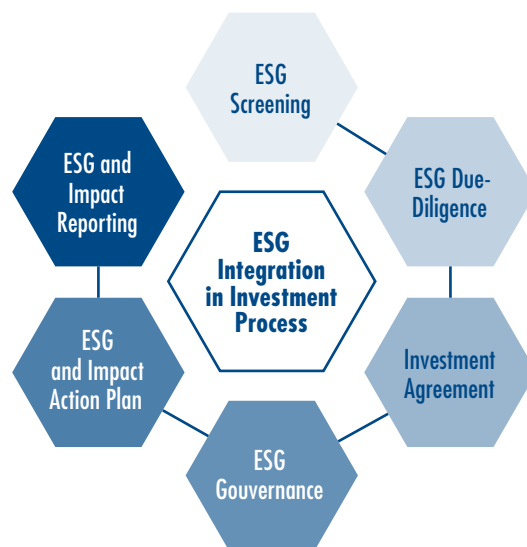 ESG
Screening
ESG Due-
Diligence
Investment
Agreement
ESG
Gouvernance
ESG
and Impact
Action Plan
ESG and
Impact
Reporting
ESG
Integration
in Investment
Process